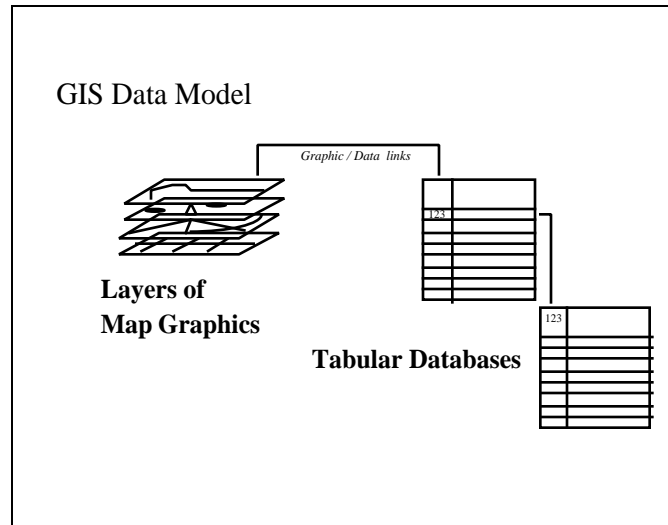 GIS Data Model
Graphic / Data links
123
123
Layers of
Map Graphics
Tabular Databases